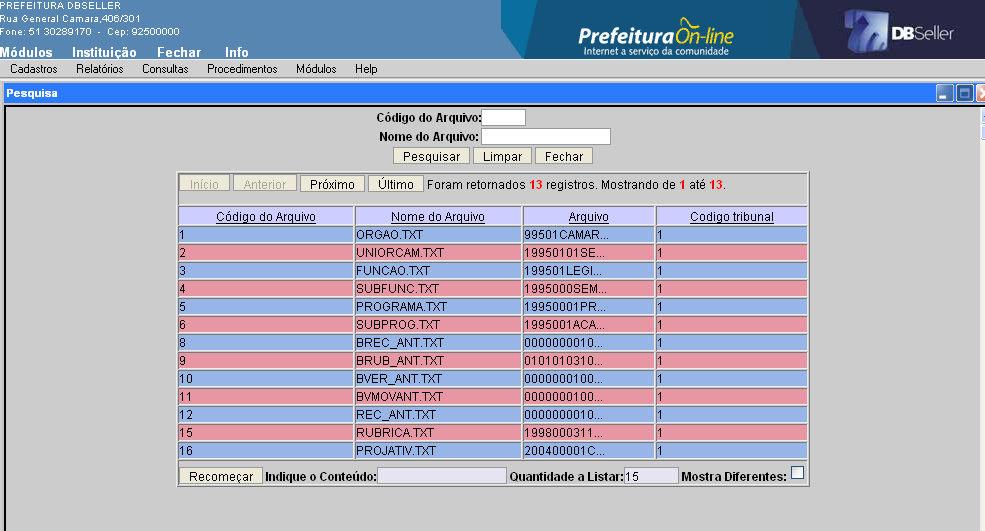 PREFEITURA DBSELLER
Rua General Camara,406/301
Fone: 51 30289170 - Cep: 92500000
PrefeituraOn-line
Internet a serviço da comunidade
DBSeller
Módulos Instituição Fechar Info
Cadastros Relatórios Consultas Procedimentos Módulos Help
Pesquisa
Código do Arquivo:
Nome do Arquivo:
Pesquisar Limpar Fechar
Início Anterior Próximo Último Foram retornados 13 registros. Mostrando de 1 até 13.
Código do Arquivo Nome do Arquivo Arquivo Codigo tribunal
1 ORGAO.TXT 99501CAMAR... 1
2 UNIORCAM.TXT 19950101SE... 1
3 FUNCAO.TXT 199501LEGI... 1
4 SUBFUNC.TXT 1995000SEM... 1
5 PROGRAMA.TXT 19950001PR... 1
6 SUBPROG.TXT 1995001ACA... 1
8 BREC_ANT.TXT 0000000010... 1
9 BRUB_ANT.TXT 0101010310... 1
10 BVER_ANT.TXT 0000000100... 1
11 BVMOVANT.TXT 0000000100... 1
12 REC_ANT.TXT 0000000010... 1
15 RUBRICA.TXT 1998000311... 1
16 PROJATIV.TXT 200400001C... 1
Recomeçar Indique o Conteúdo: Quantidade a Listar: 15 Mostra Diferentes: